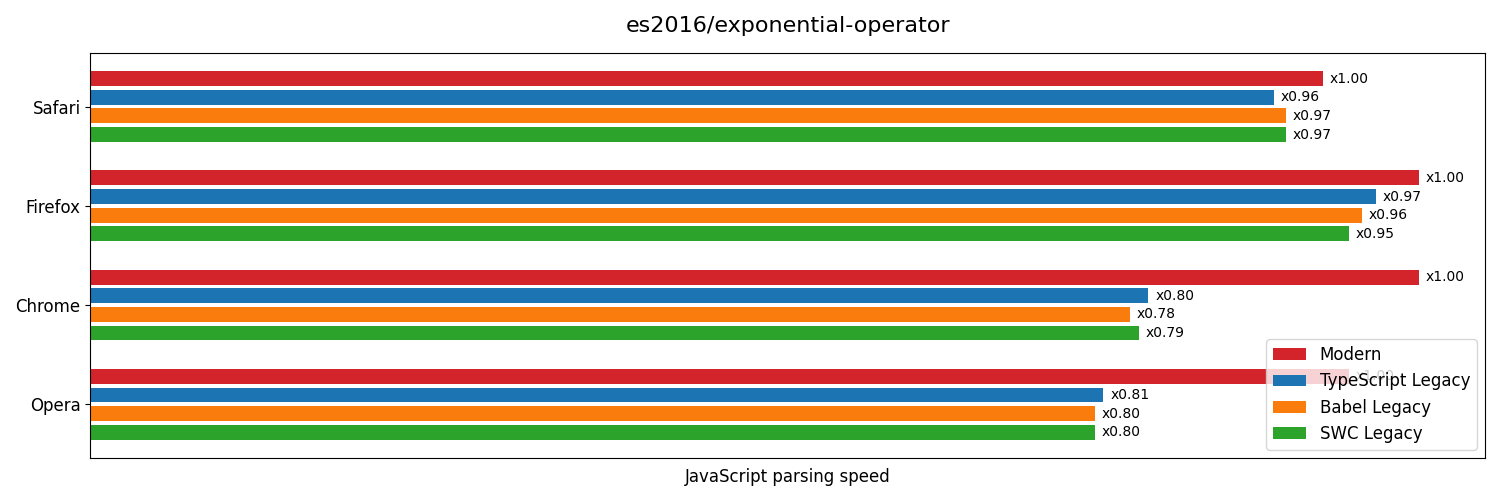 es2016/exponential-operator
Safari
x1.00
x0.96
x0.97
x0.97
Firefox
x1.00
x0.97
x0.96
x0.95
Chrome
x1.00
x0.80
x0.78
x0.79
Opera
x1.00
x0.81
x0.80
x0.80
Modern
TypeScript Legacy
Babel Legacy
SWC Legacy
JavaScript parsing speed